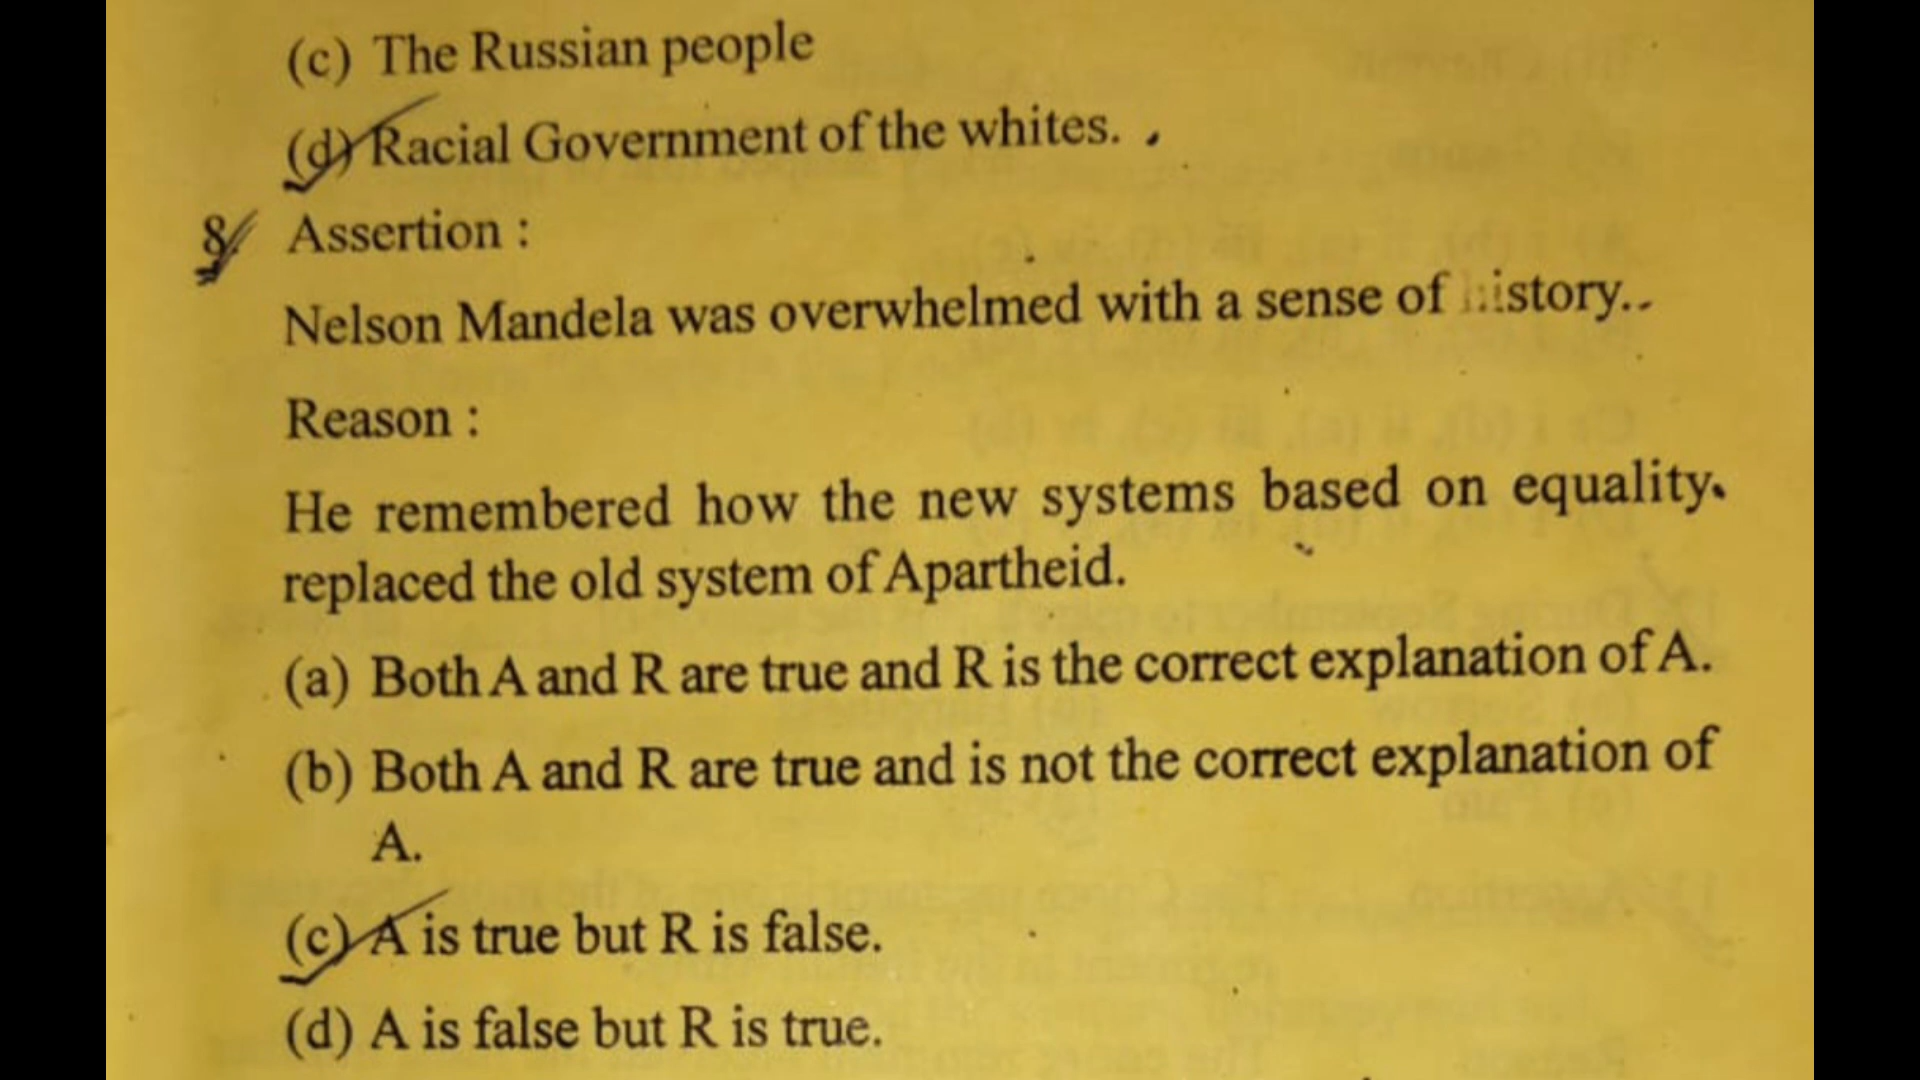 (c) The Russian people
(d) Racial Government of the whites.
8. Assertion :
Nelson Mandela was overwhelmed with a sense of history..
Reason :
He remembered how the new systems based on equality.
replaced the old system of Apartheid.
(a) Both A and R are true and R is the correct explanation of A.
(b) Both A and R are true and is not the correct explanation of
A.
(c) A is true but R is false.
(d) A is false but R is true.